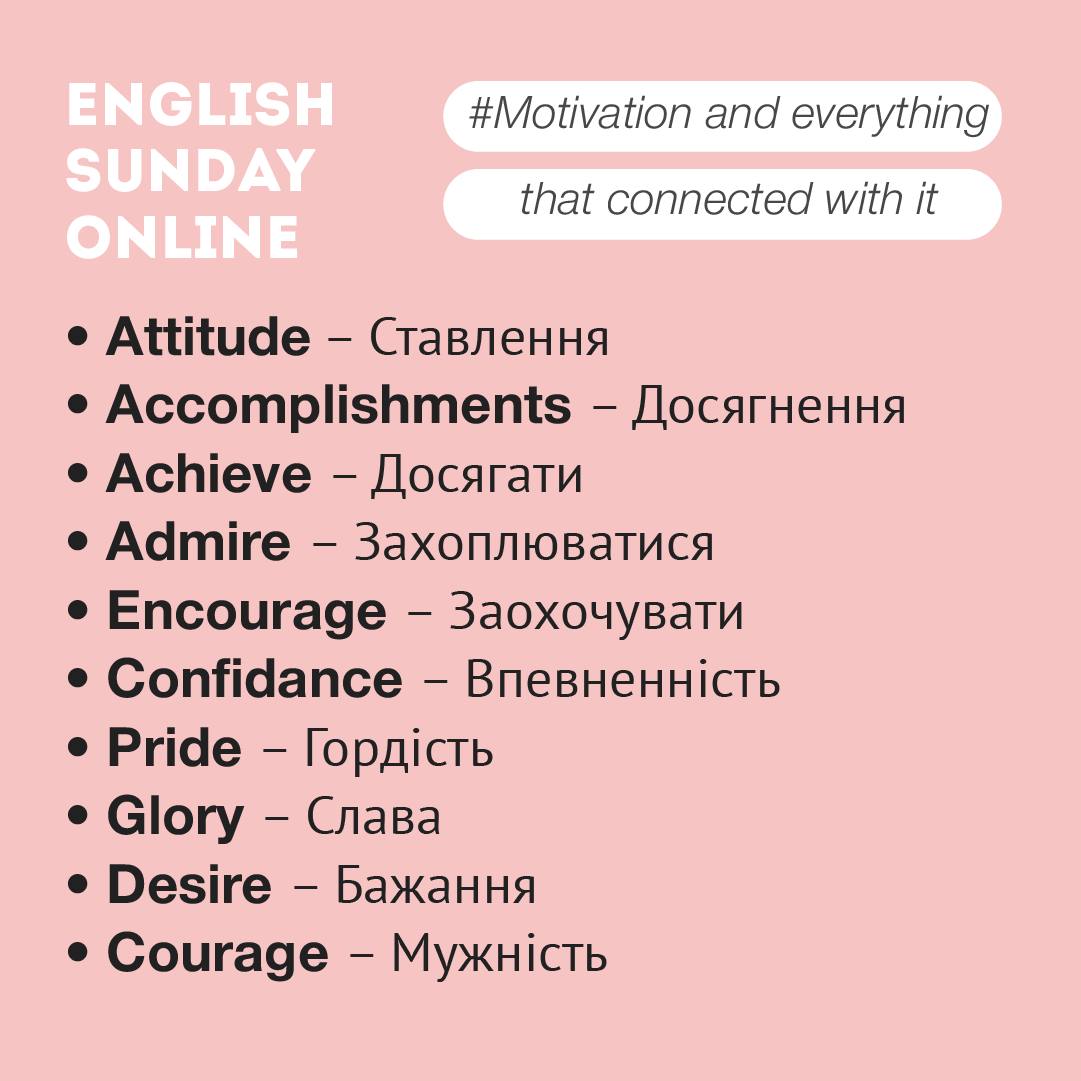 ENGLISH
SUNDAY
ONLINE
#Motivation and everything
that connected with it
• Attitude – Ставлення
• Accomplishments – Досягнення
• Achieve – Досягати
• Admire – Захоплюватися
• Encourage – Заохочувати
• Confidance – Впевненність
• Pride – Гордість
• Glory – Слава
• Desire – Бажання
• Courage – Мужність